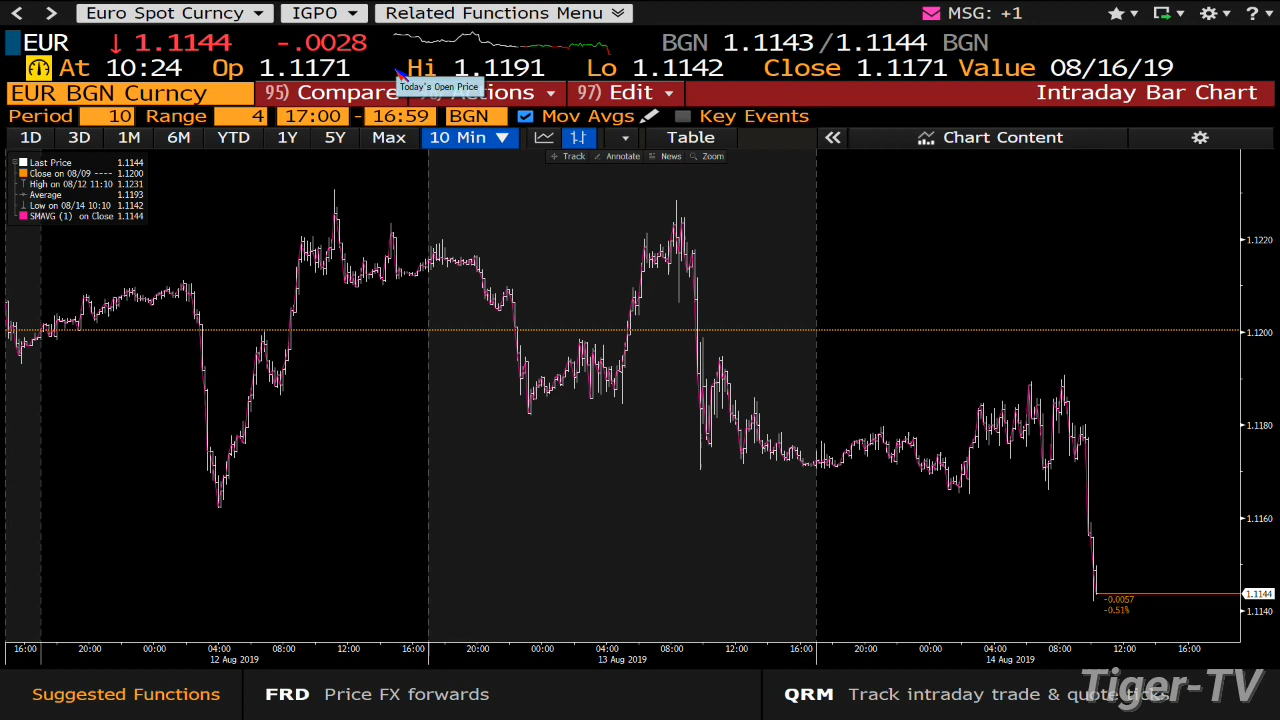 Euro Spot Curncy IGPO Related Functions Menu MSG: +1 ?
EUR 1.1144 -.0028 BGN 1.1143/1.1144 BGN
At 10:24 Op 1.1171 Hi 1.1191 Lo 1.1142 Close 1.1171 Value 08/16/19
Today's Open Price
EUR BGN Curncy 95) Compare Actions 97) Edit Intraday Bar Chart
Period 10 Range 4 17:00 - 16:59 BGN Mov Avgs Key Events
1D 3D 1M 6M YTD 1Y 5Y Max 10 Min Table Chart Content
Track Annotate News Zoom
Last Price 1.1144
Close on 08/09 ---- 1.1200
High on 08/12 11:10 1.1231
Average 1.1193
Low on 08/14 10:10 1.1142
SMAVG (1) on Close 1.1144
1.1220
1.1200
1.1180
1.1160
1.1144
-0.0057
-0.51%
1.1140
16:00 20:00 00:00 04:00 08:00 12:00 16:00 20:00 00:00 04:00 08:00 12:00 16:00 20:00 00:00 04:00 08:00 12:00 16:00
12 Aug 2019 13 Aug 2019 14 Aug 2019
Suggested Functions FRD Price FX forwards QRM Track intraday trade & quote ticks
Tiger-TV